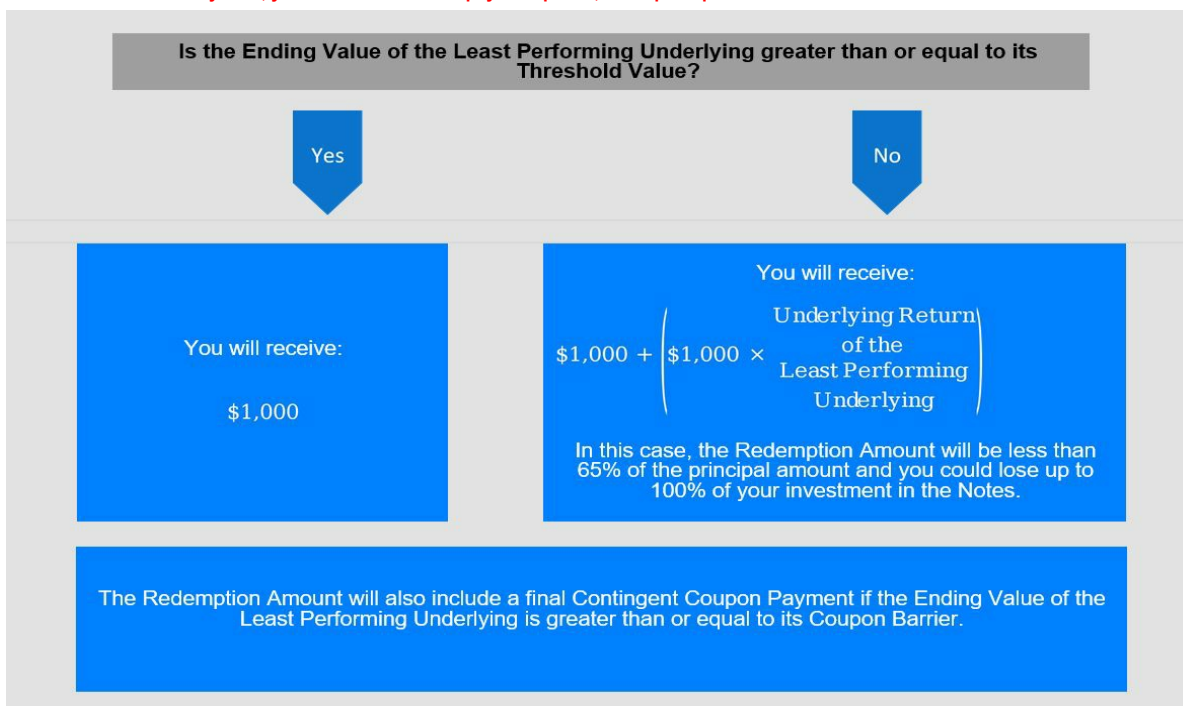 Is the Ending Value of the Least Performing Underlying greater than or equal to its
Threshold Value?
Yes
No
You will receive:
$1,000
You will receive:
$1,000 + ($1,000 × Underlying Return
of the
Least Performing
Underlying)
In this case, the Redemption Amount will be less than
65% of the principal amount and you could lose up to
100% of your investment in the Notes.
The Redemption Amount will also include a final Contingent Coupon Payment if the Ending Value of the
Least Performing Underlying is greater than or equal to its Coupon Barrier.